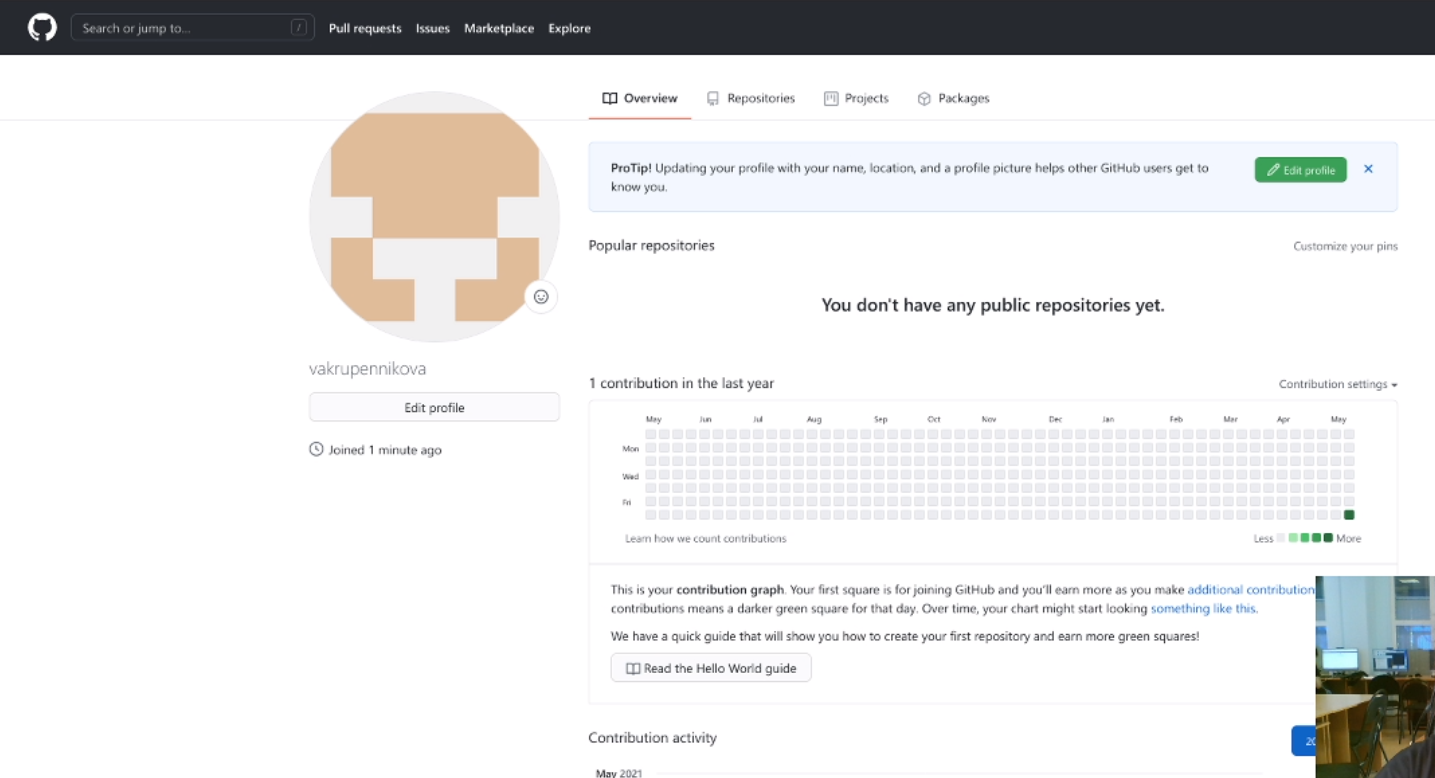 Search or jump to... /
Pull requests Issues Marketplace Explore
Overview Repositories Projects Packages
ProTip! Updating your profile with your name, location, and a profile picture helps other GitHub users get to
know you.
Edit profile
Popular repositories
Customize your pins
You don't have any public repositories yet.
vakrupennikova
Edit profile
Joined 1 minute ago
1 contribution in the last year
Contribution settings
May Jun Jul Aug Sep Oct Nov Dec Jan Feb Mar Apr May
Mon
Wed
Fri
Learn how we count contributions
Less More
This is your contribution graph. Your first square is for joining GitHub and you'll earn more as you make additional contribution
contributions means a darker green square for that day. Over time, your chart might start looking something like this.
We have a quick guide that will show you how to create your first repository and earn more green squares!
Read the Hello World guide
Contribution activity
20
May 2021